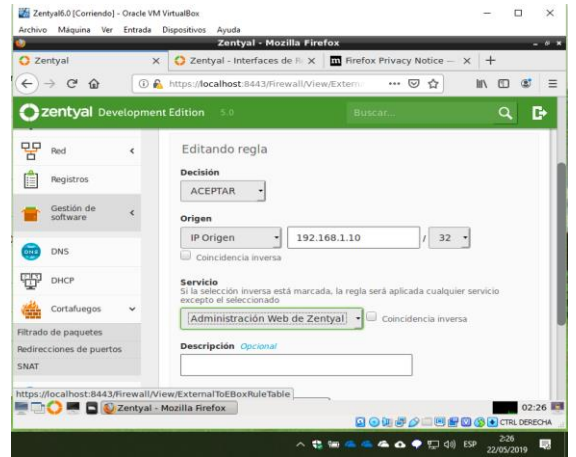 Zentyal6.0 [Corriendo] - Oracle VM VirtualBox
Archivo Máquina Ver Entrada Dispositivos Ayuda
Zentyal - Mozilla Firefox
Zentyal
Zentyal - Interfaces de R
Firefox Privacy Notice —
https://localhost:8443/Firewall/View/Extern
zentyal Development Edition 5.0
Buscar...
Red
Registros
Gestión de
software
DNS
DHCP
Cortafuegos
Filtrado de paquetes
Redirecciones de puertos
SNAT
Editando regla
Decisión
ACEPTAR
Origen
IP Origen 192.168.1.10 / 32
Coincidencia inversa
Servicio
Si la selección inversa está marcada, la regla será aplicada cualquier servicio
excepto el seleccionado
Administración Web de Zentyal Coincidencia inversa
Descripción Opcional
https://localhost:8443/Firewall/View/ExternalToEBoxRuleTable
Zentyal - Mozilla Firefox
02:26
CTRL DERECHA
ESP
2:26
22/05/2019